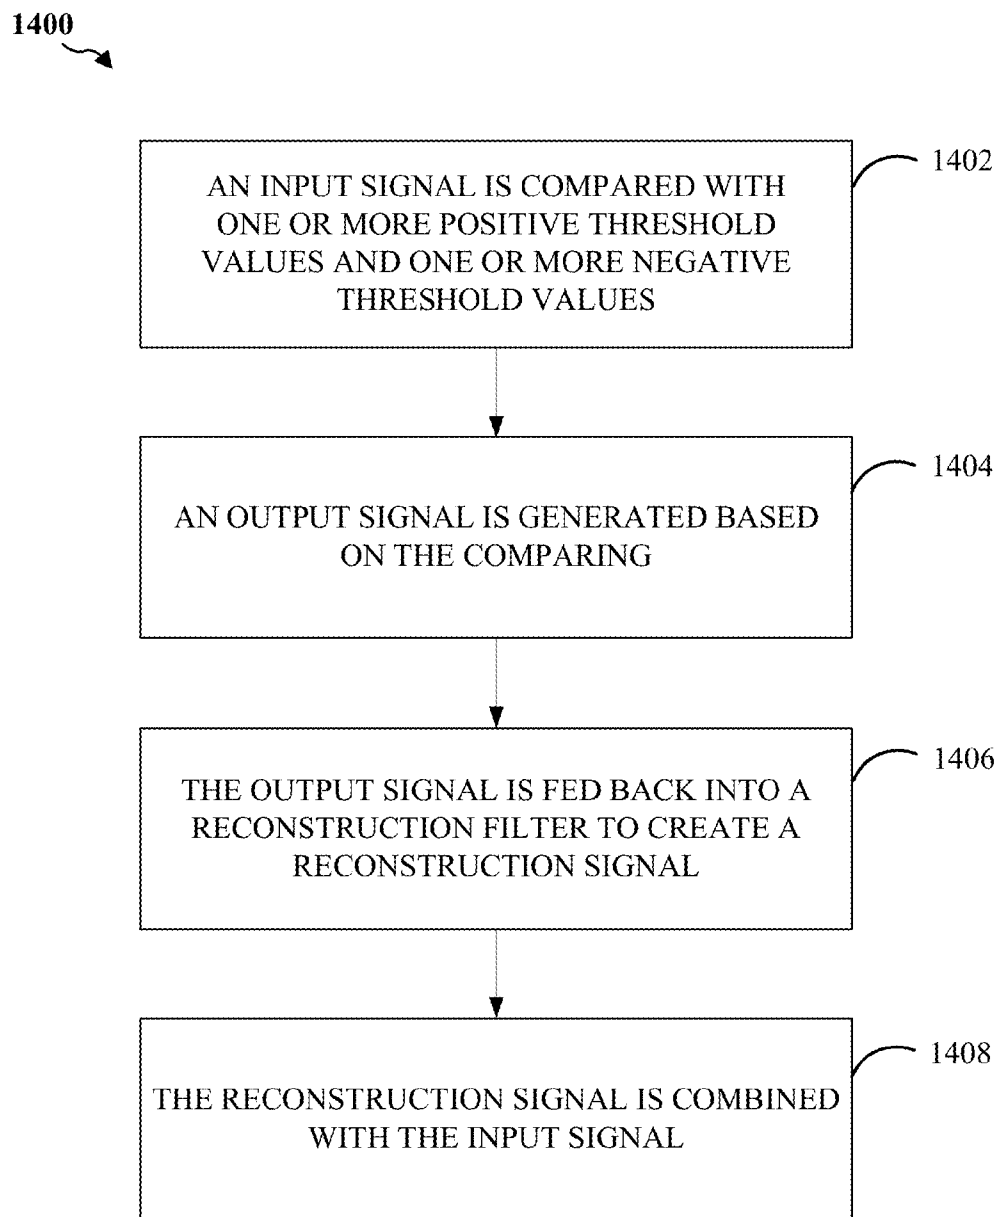 1400
1402
AN INPUT SIGNAL IS COMPARED WITH
ONE OR MORE POSITIVE THRESHOLD
VALUES AND ONE OR MORE NEGATIVE
THRESHOLD VALUES
1404
AN OUTPUT SIGNAL IS GENERATED BASED
ON THE COMPARING
1406
THE OUTPUT SIGNAL IS FED BACK INTO A
RECONSTRUCTION FILTER TO CREATE A
RECONSTRUCTION SIGNAL
1408
THE RECONSTRUCTION SIGNAL IS COMBINED
WITH THE INPUT SIGNAL